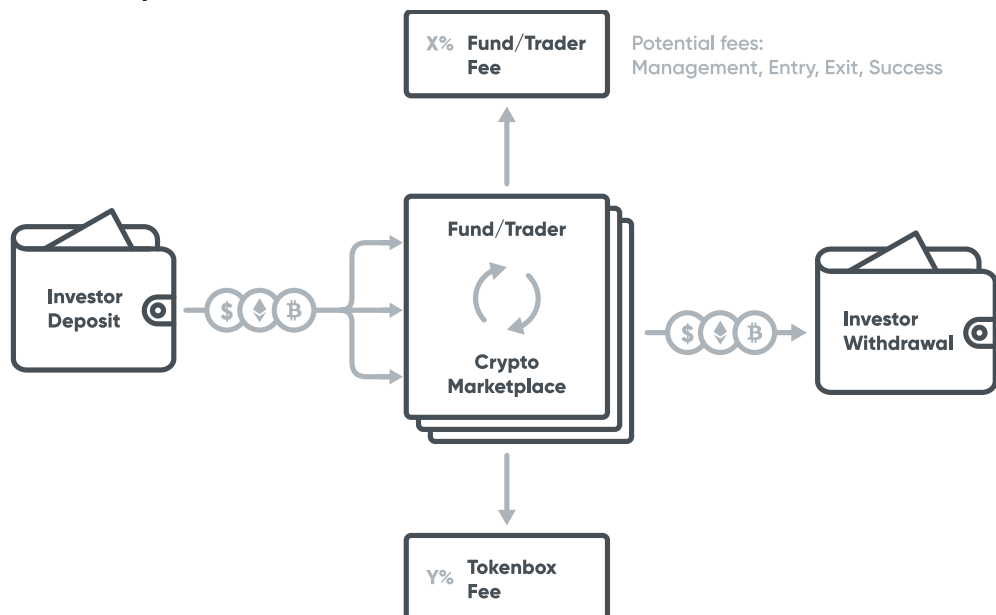 X% Fund/Trader
Fee
Potential fees:
Management, Entry, Exit, Success
Fund/Trader
Investor
Deposit
$
₿
Crypto
Marketplace
$
₿
Investor
Withdrawal
Y% Tokenbox
Fee